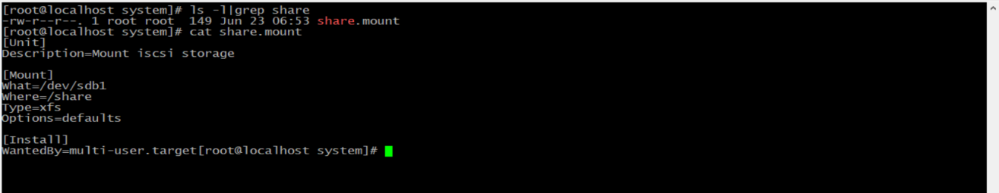 [root@localhost system]# ls -l|grep share
-rw-r--r--. 1 root root  149 Jun 23 06:53 share.mount
[root@localhost system]# cat share.mount
[Unit]
Description=Mount iscsi storage

[Mount]
What=/dev/sdb1
Where=/share
Type=xfs
Options=defaults

[Install]
WantedBy=multi-user.target[root@localhost system]#